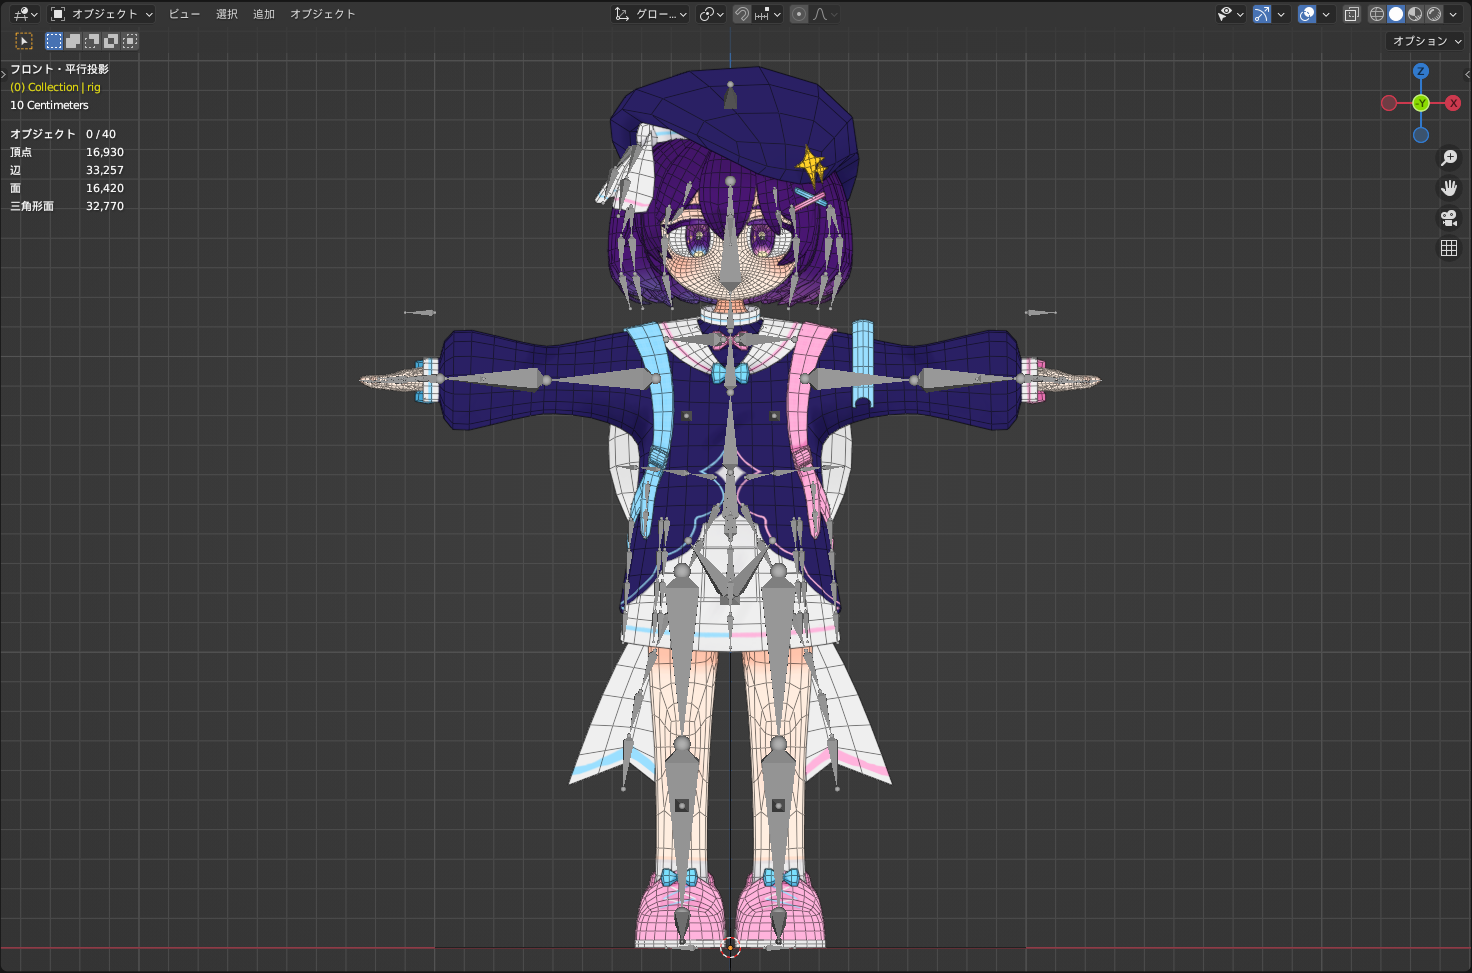 オブジェクト ビュー 選択 追加 オブジェクト グロー...
オプション
フロント・平行投影
(0) Collection | rig
10 Centimeters
オブジェクト 0 / 40
頂点 16,930
辺 33,257
面 16,420
三角形面 32,770
Z
-Y X